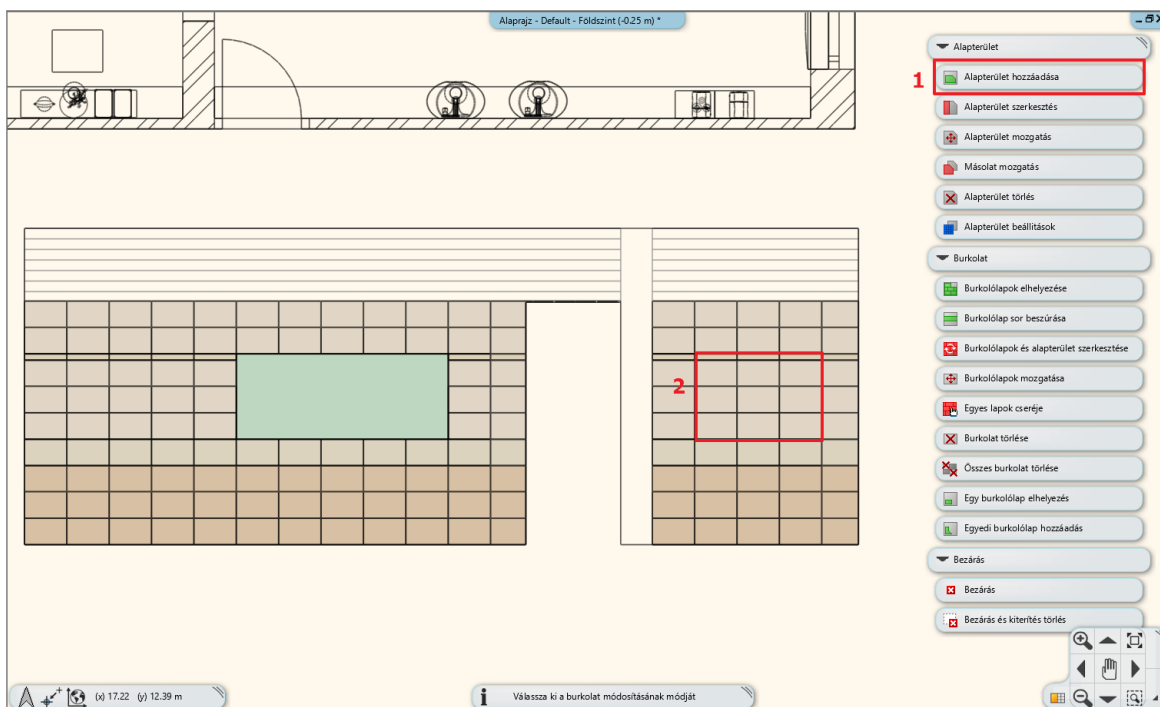 Alaprajz - Default - Földszint (-0.25 m) *
Alapterület
1
Alapterület hozzáadása
Alapterület szerkesztés
Alapterület mozgatás
Másolat mozgatás
Alapterület törlés
Alapterület beállítások
Burkolat
Burkolólapok elhelyezése
Burkolólap sor beszúrása
Burkolólapok és alapterület szerkesztése
2
Burkolólapok mozgatása
Egyes lapok cseréje
Burkolat törlése
Összes burkolat törlése
Egy burkolólap elhelyezés
Egyedi burkolólap hozzáadás
Bezárás
Bezárás
Bezárás és kiterítés törlés
(x) 17.22 (y) 12.39 m
Válassza ki a burkolat módosításának módját